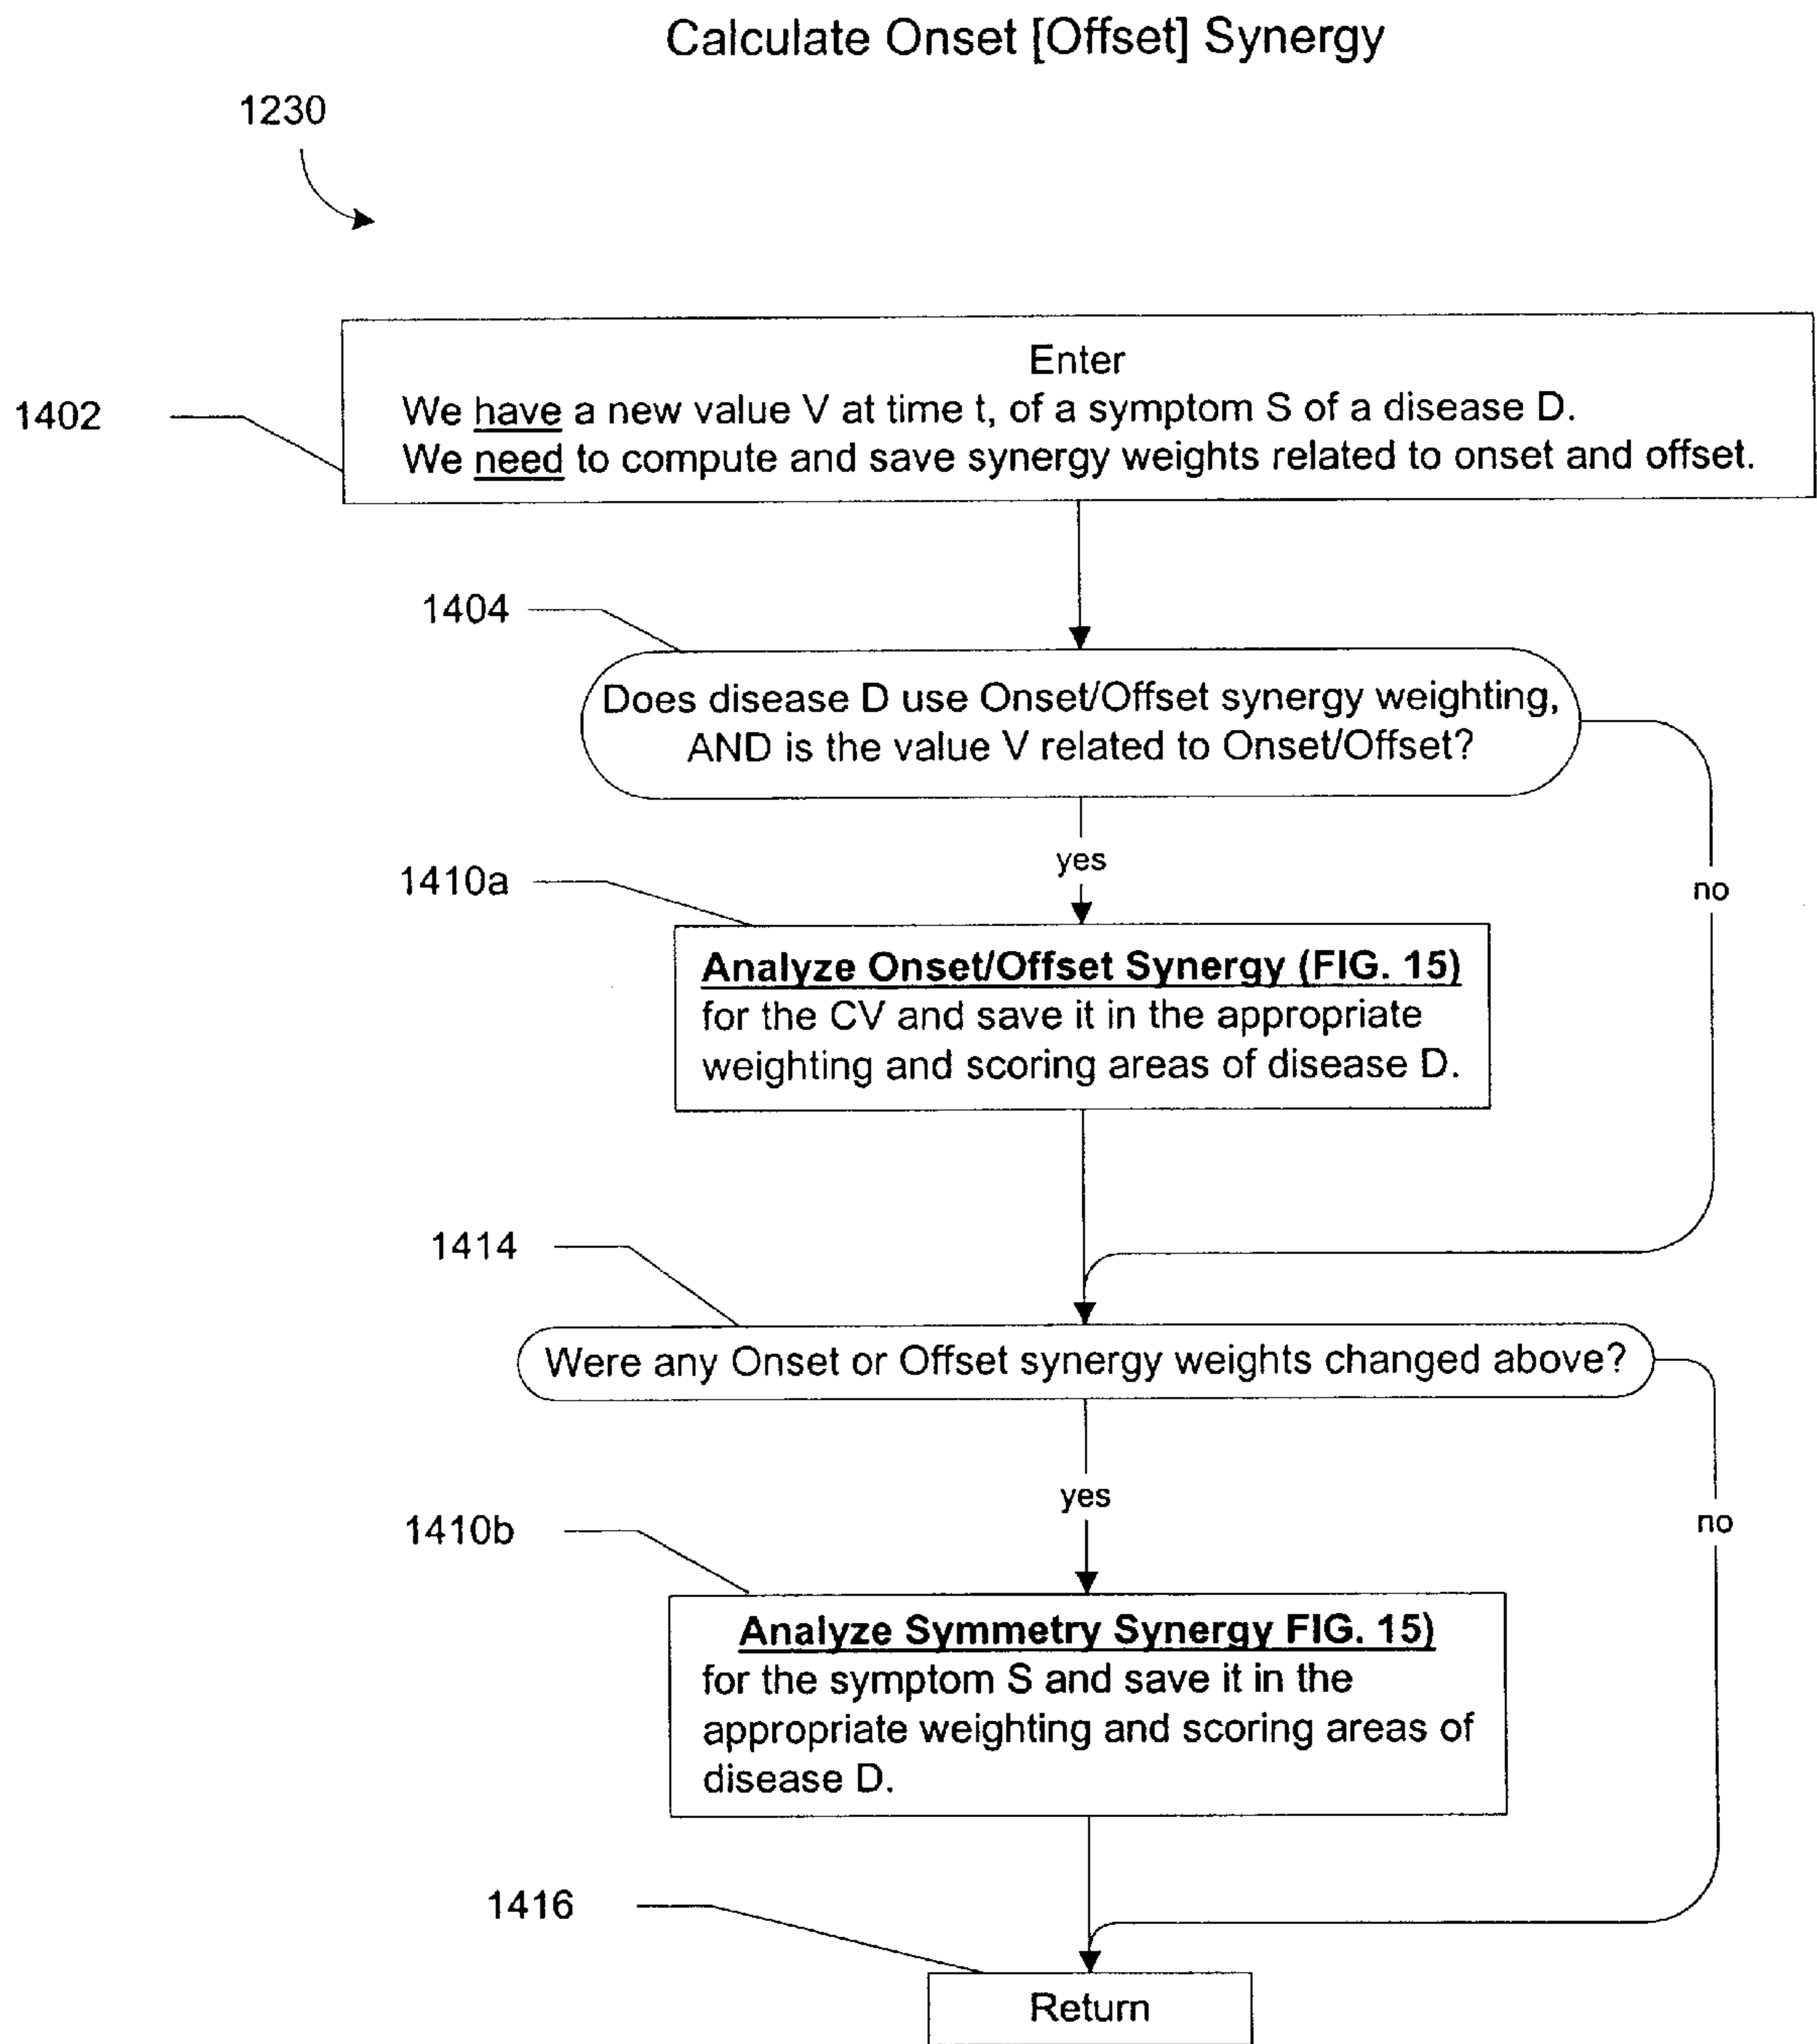 Calculate Onset [Offset] Synergy
1230
1402
Enter
We have a new value V at time t, of a symptom S of a disease D.
We need to compute and save synergy weights related to onset and offset.
1404
Does disease D use Onset/Offset synergy weighting,
AND is the value V related to Onset/Offset?
yes
no
1410a
Analyze Onset/Offset Synergy (FIG. 15)
for the CV and save it in the appropriate
weighting and scoring areas of disease D.
1414
Were any Onset or Offset synergy weights changed above?
yes
no
1410b
Analyze Symmetry Synergy FIG. 15)
for the symptom S and save it in the
appropriate weighting and scoring areas of
disease D.
1416
Return